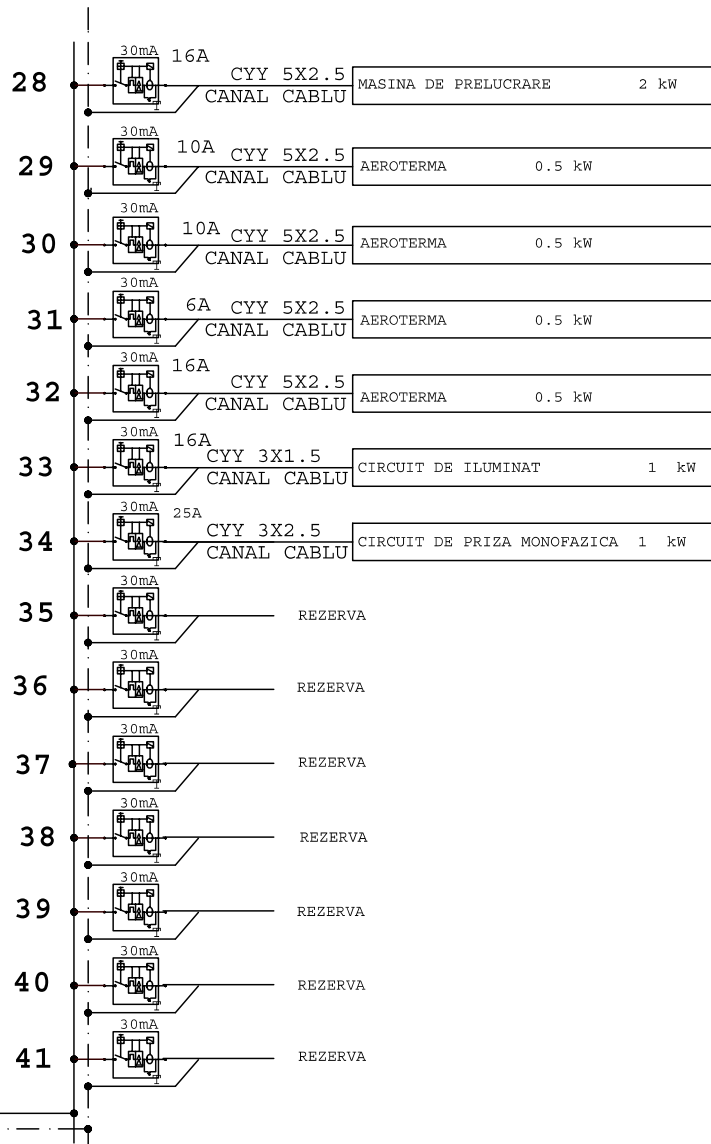 30mA 16A
28 CYY 5X2.5 MASINA DE PRELUCRARE 2 kW
CANAL CABLU
30mA 10A
29 CYY 5X2.5 AEROTERMA 0.5 kW
CANAL CABLU
30mA 10A
30 CYY 5X2.5 AEROTERMA 0.5 kW
CANAL CABLU
30mA 6A
31 CYY 5X2.5 AEROTERMA 0.5 kW
CANAL CABLU
30mA 16A
32 CYY 5X2.5 AEROTERMA 0.5 kW
CANAL CABLU
30mA 16A
33 CYY 3X1.5 CIRCUIT DE ILUMINAT 1 kW
CANAL CABLU
30mA 25A
34 CYY 3X2.5 CIRCUIT DE PRIZA MONOFAZICA 1 kW
CANAL CABLU
30mA
35 REZERVA
30mA
36 REZERVA
30mA
37 REZERVA
30mA
38 REZERVA
30mA
39 REZERVA
30mA
40 REZERVA
30mA
41 REZERVA